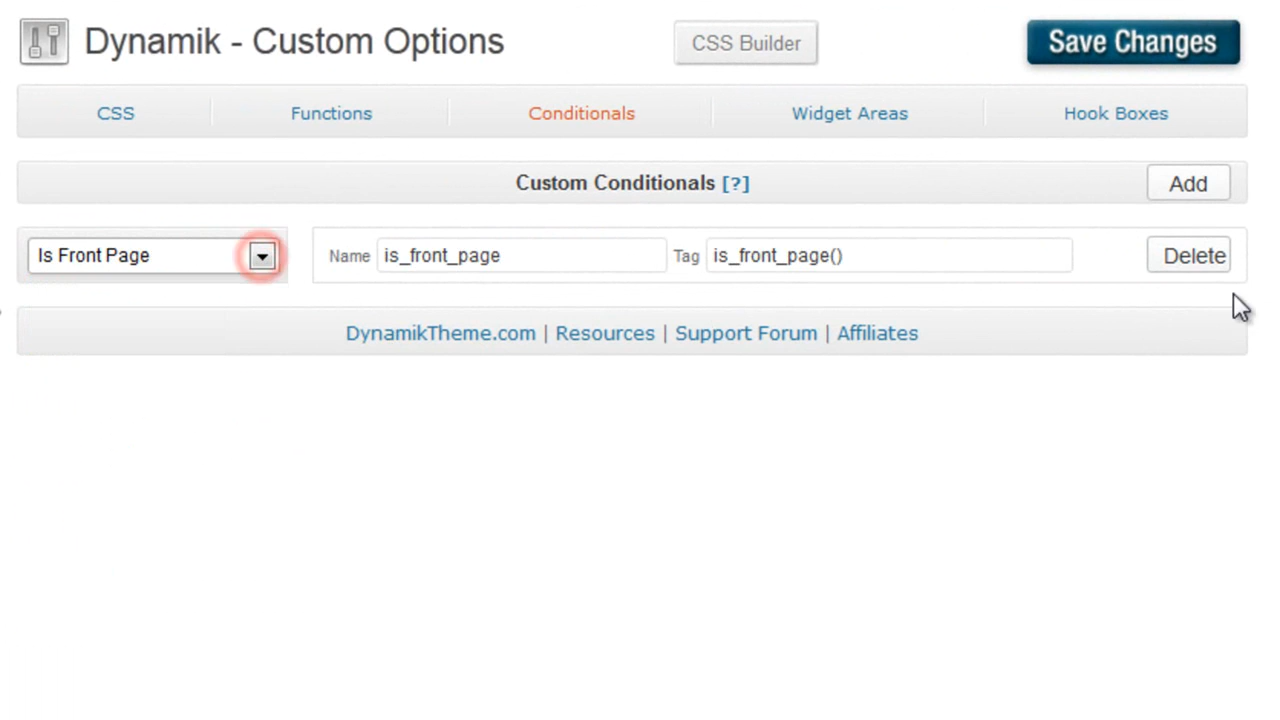 Dynamik - Custom Options
CSS Builder
Save Changes
CSS
Functions
Conditionals
Widget Areas
Hook Boxes
Custom Conditionals [?]
Add
Is Front Page
Name is_front_page
Tag is_front_page()
Delete
DynamikTheme.com | Resources | Support Forum | Affiliates